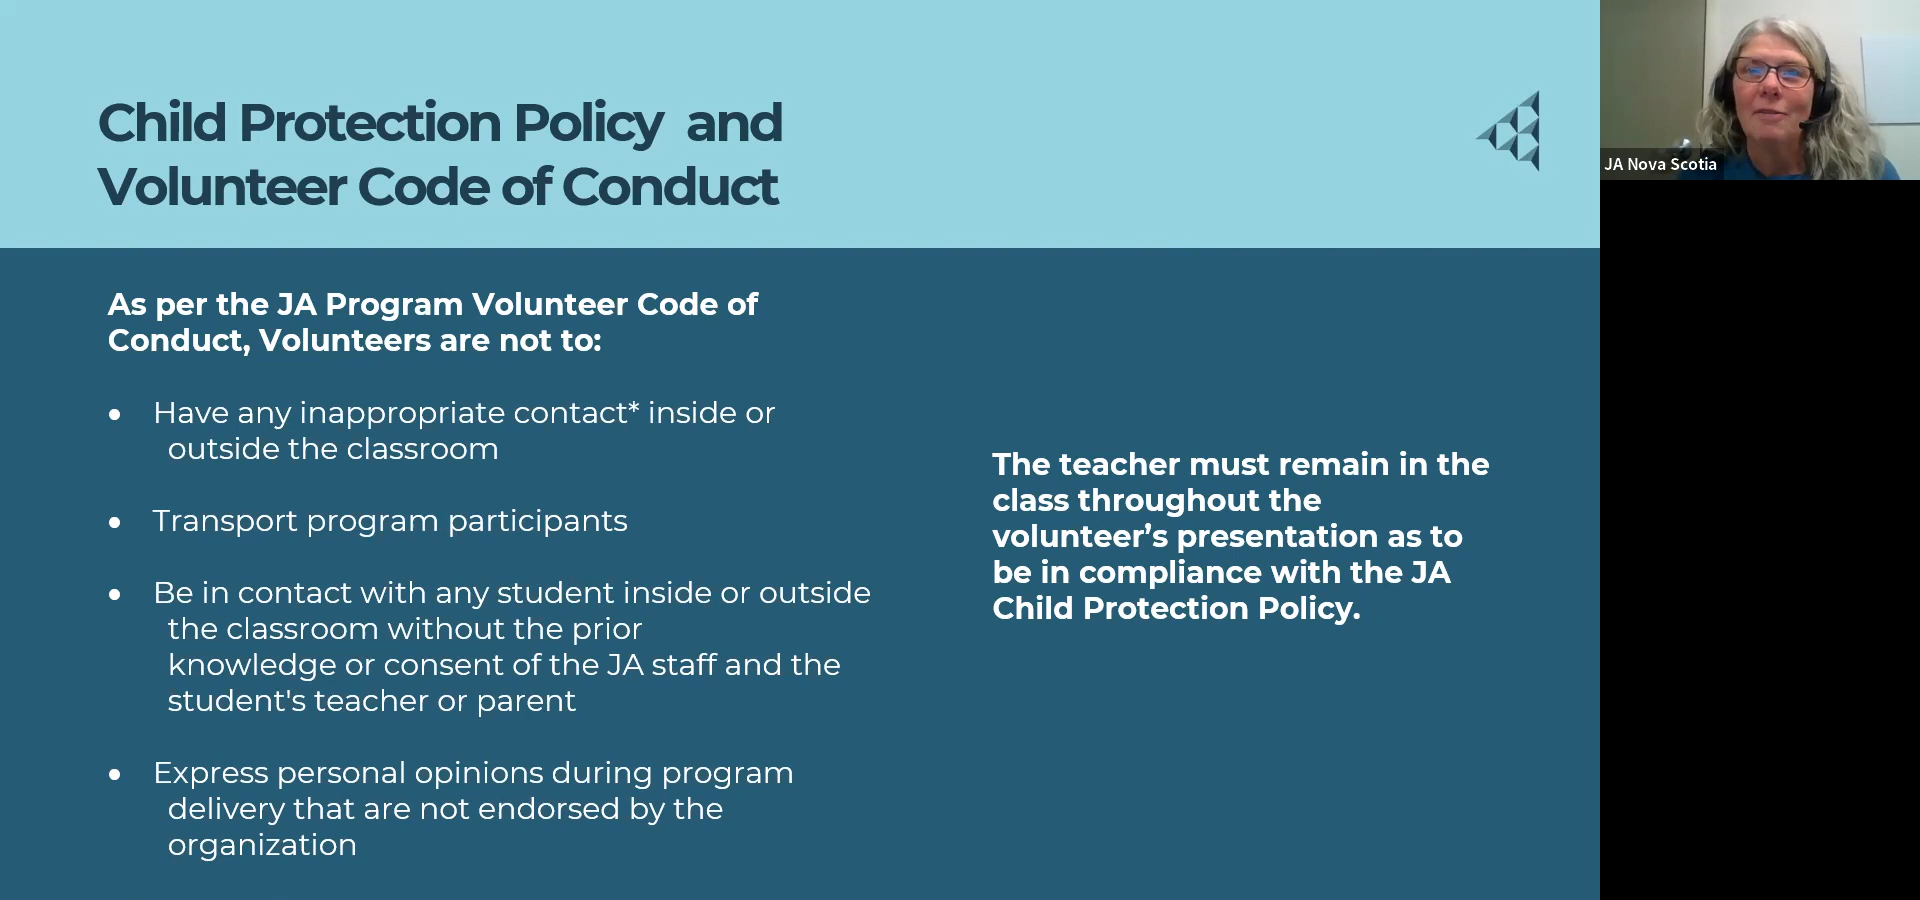 Child Protection Policy and
Volunteer Code of Conduct
JA Nova Scotia
As per the JA Program Volunteer Code of
Conduct, Volunteers are not to:
● Have any inappropriate contact* inside or
outside the classroom
● Transport program participants
● Be in contact with any student inside or outside
the classroom without the prior
knowledge or consent of the JA staff and the
student's teacher or parent
● Express personal opinions during program
delivery that are not endorsed by the
organization
The teacher must remain in the
class throughout the
volunteer’s presentation as to
be in compliance with the JA
Child Protection Policy.